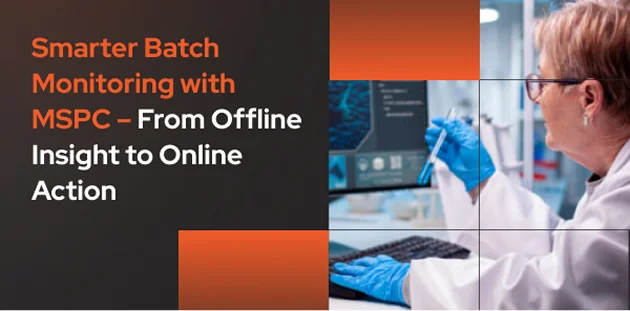 Smarter Batch
Monitoring with
MSPC – From Offline
Insight to Online
Action